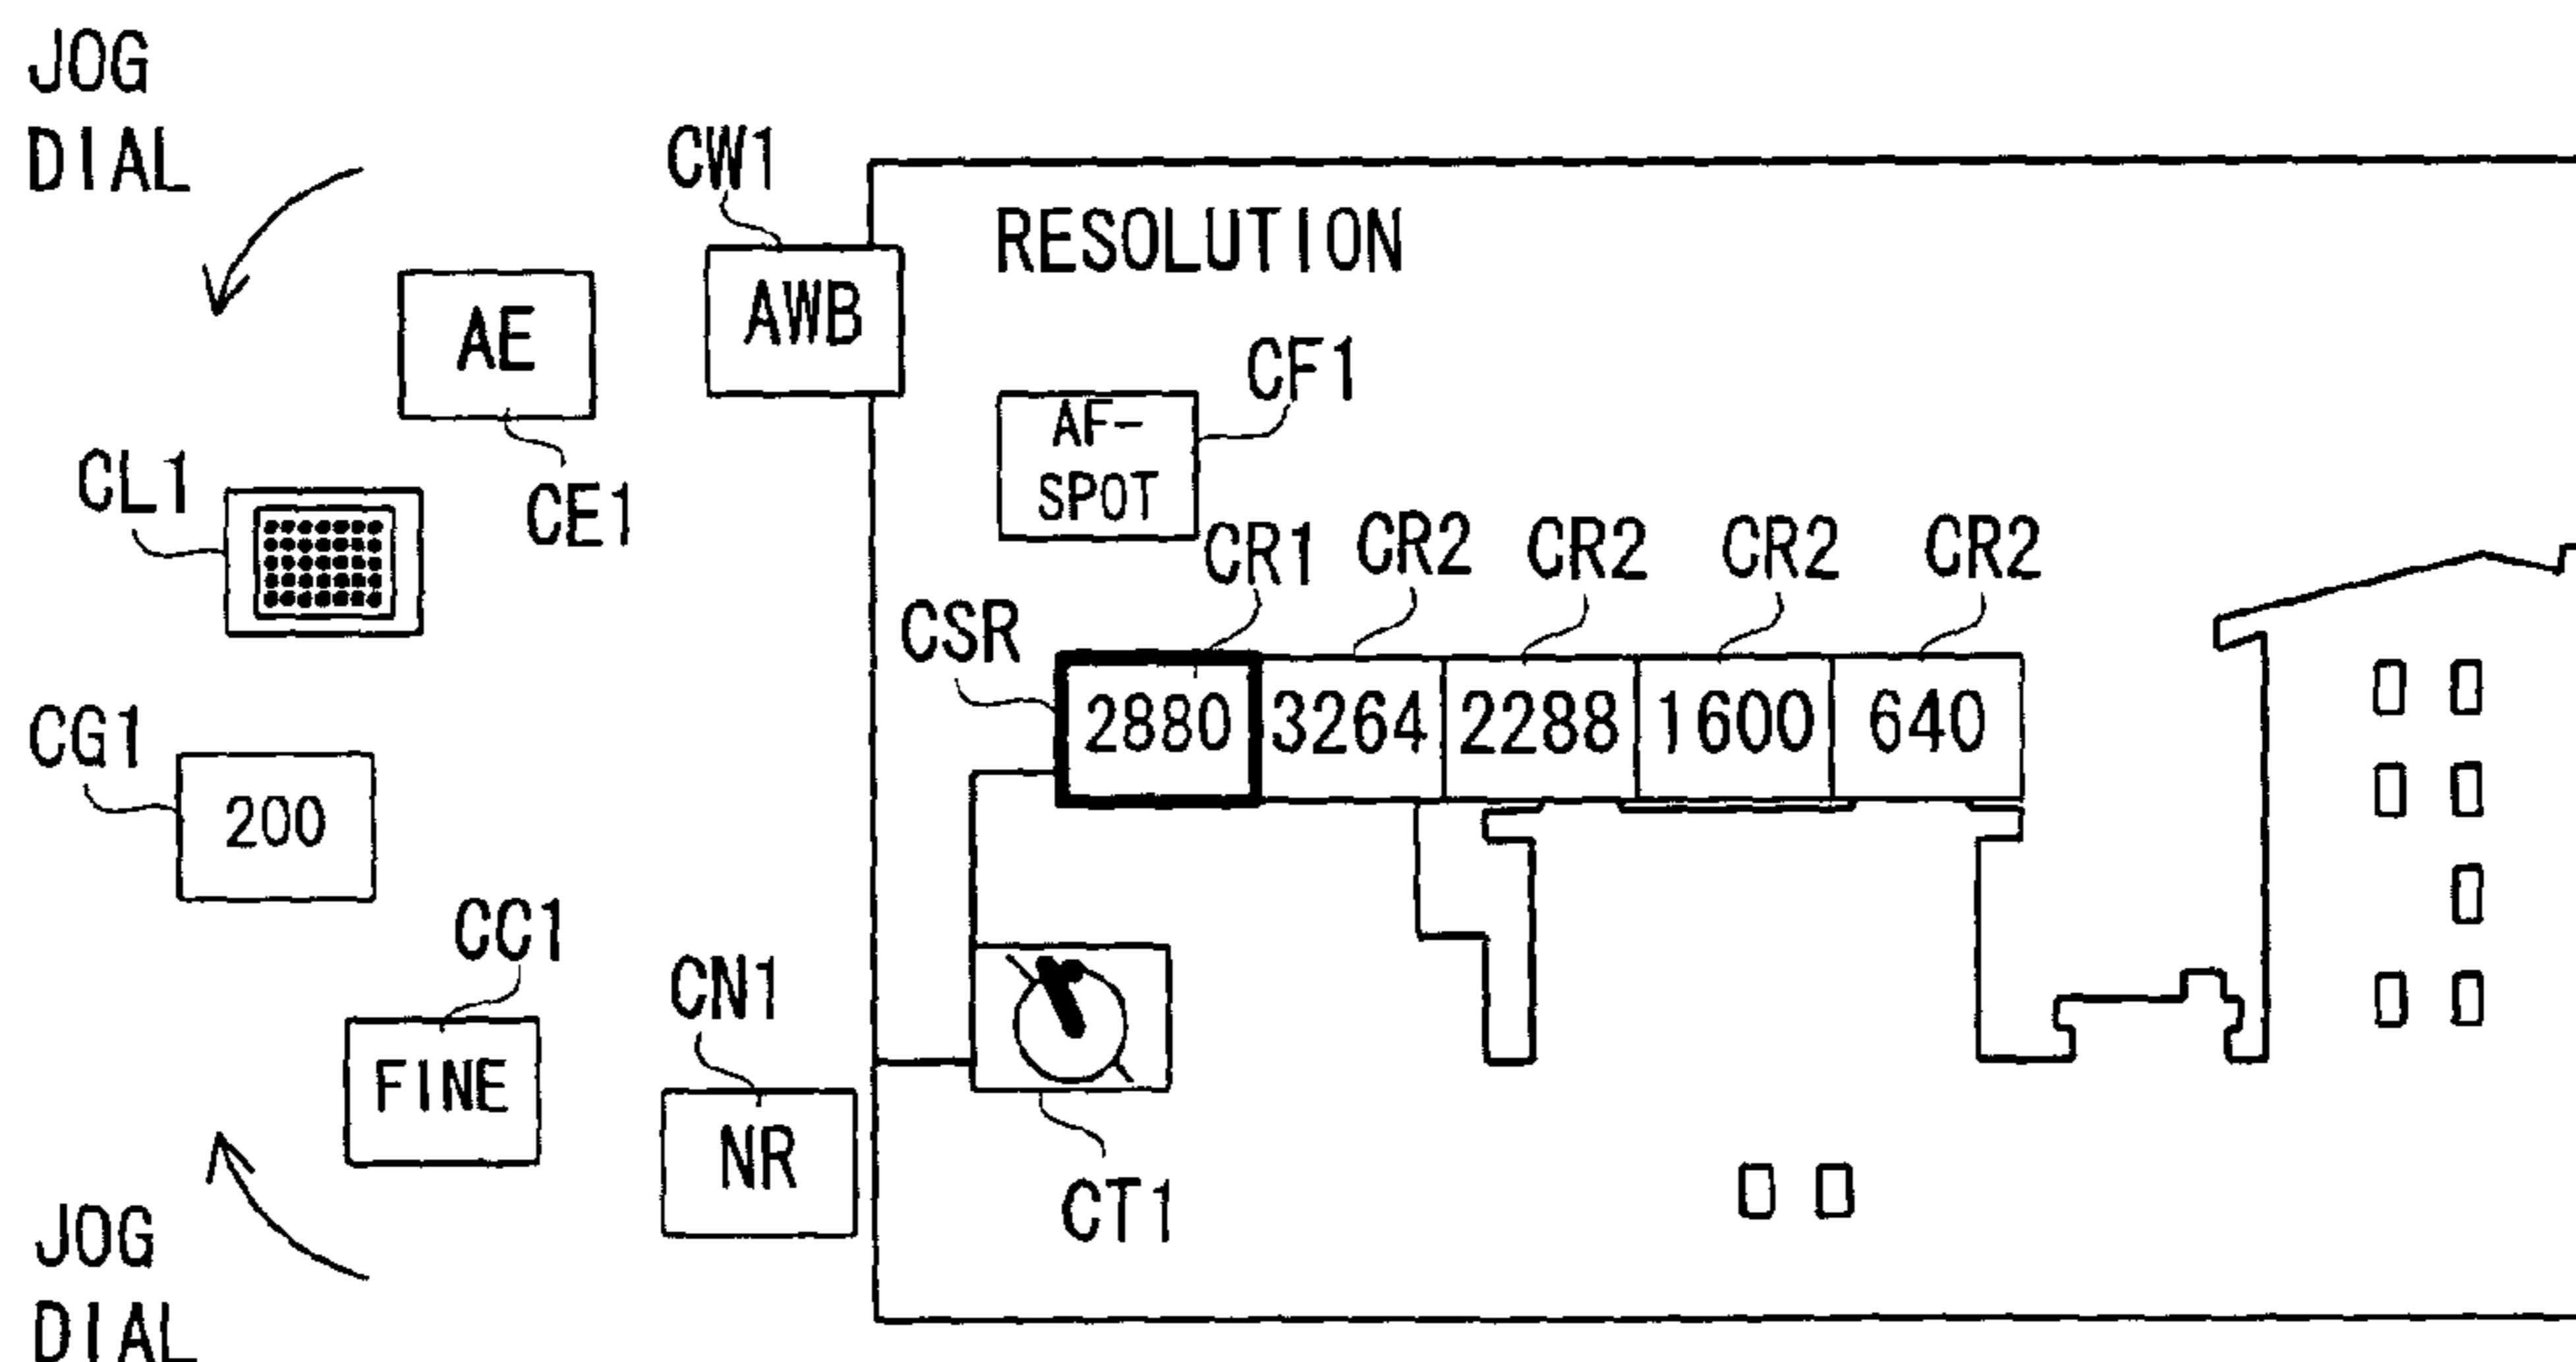 JOG
DIAL
CW1
RESOLUTION
AE
AWB
CF1
AF-
SPOT
CL1
CE1
CR1
CR2
CR2
CR2
CR2
CSR
2880
3264
2288
1600
640
CG1
200
CC1
CN1
FINE
NR
CT1
JOG
DIAL